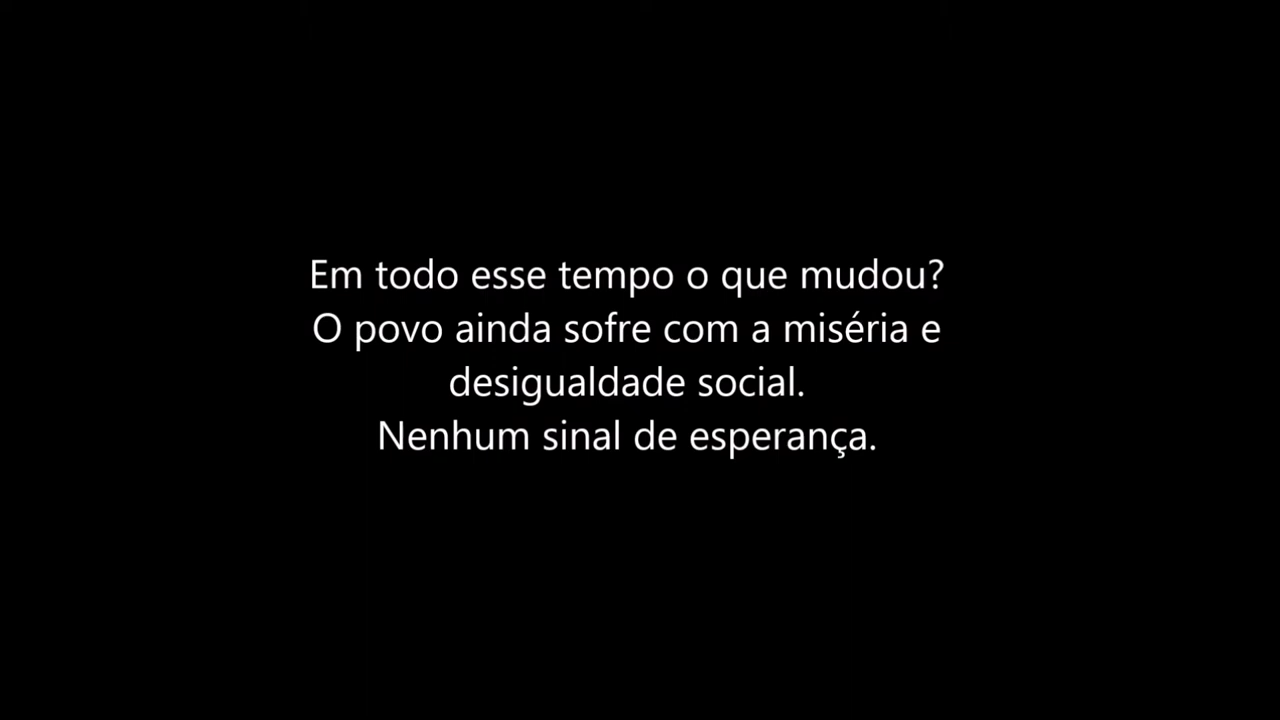 Em todo esse tempo o que mudou?
O povo ainda sofre com a miséria e
desigualdade social.
Nenhum sinal de esperança.